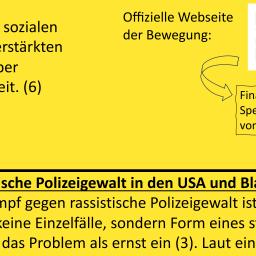 sozialen
erstärkten
ber
eit. (6)
Offizielle Webseite
der Bewegung:
Fin
Spe
vor
sche Polizeigewalt in den USA und Bla
mpf gegen rassistische Polizeigewalt ist
keine Einzelfälle, sondern Form eines st
das Problem als ernst ein (3). Laut ein